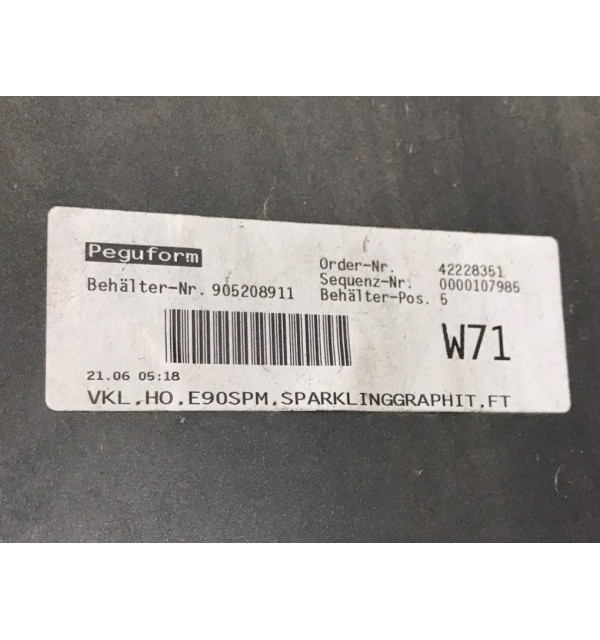 Peguform
Order-Nr. 42228351
Sequenz-Nr. 0000107985
Behälter-Nr. 905208911
Behälter-Pos. 5
W71
21.06 05:18
VKL.HO.E90SPM.SPARKLINGGRAPHIT.FT